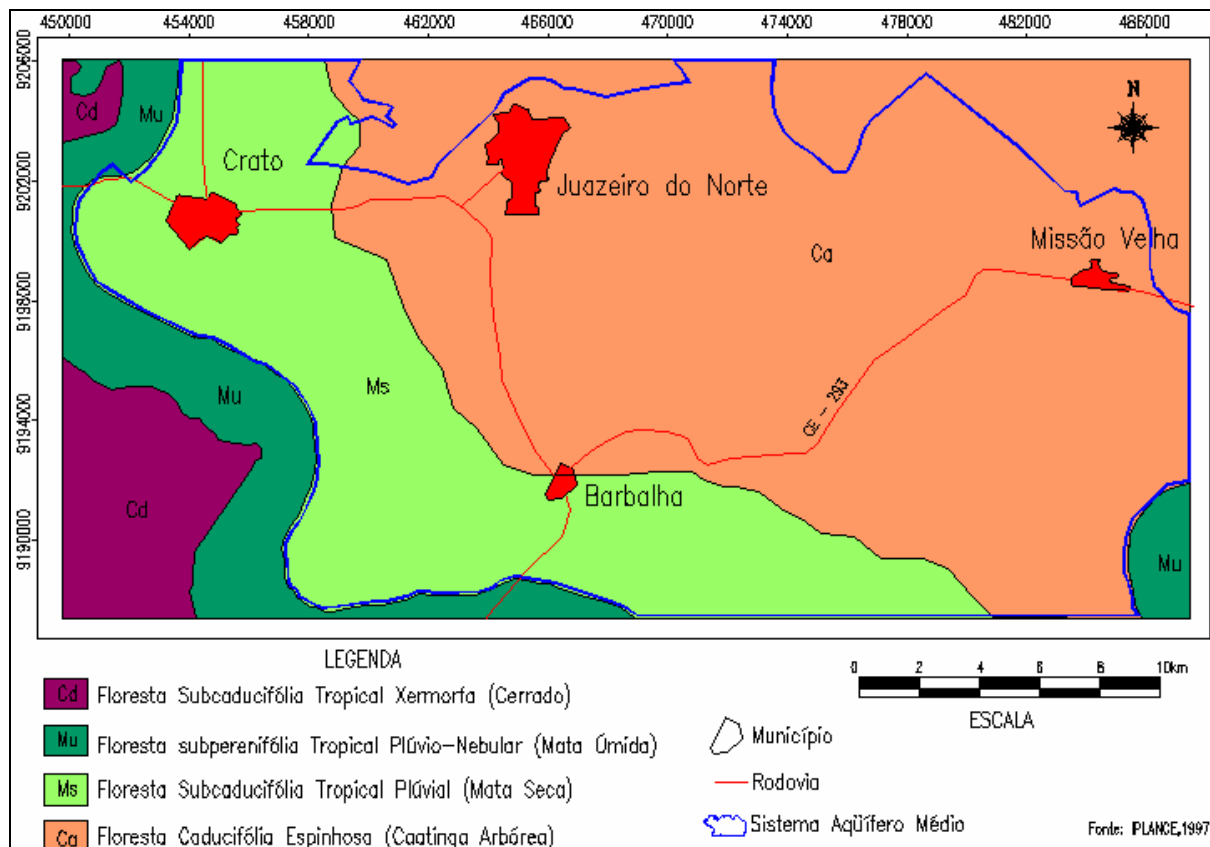 450000 454000 458000 462000 466000 470000 474000 478000 482000 486000
9206000
9202000
9198000
9194000
9190000
Cd
Mu
N
Crato
Juazeiro do Norte
Missão Velha
Ca
Ms
Mu
CE - 293
Barbalha
Cd
Mu
LEGENDA
Cd Floresta Subcaducifólia Tropical Xermorfa (Cerrado)
Mu Floresta subperenifólia Tropical Plúvio-Nebular (Mata Úmida)
Ms Floresta Subcaducifólia Tropical Plúvial (Mata Seca)
Ca Floresta Caducifólia Espinhosa (Caatinga Arbórea)
0 2 4 6 8 10km
ESCALA
Município
Rodovia
Sistema Aqüífero Médio
Fonte: PLANCE,1997